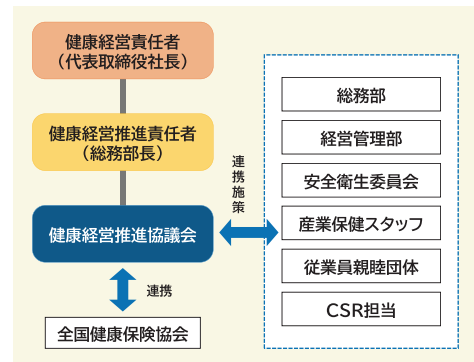 健康経営責任者
（代表取締役社長）
健康経営推進責任者
（総務部長）
健康経営推進協議会
連携
全国健康保険協会
連携施策
総務部
経営管理部
安全衛生委員会
産業保健スタッフ
従業員親睦団体
CSR担当